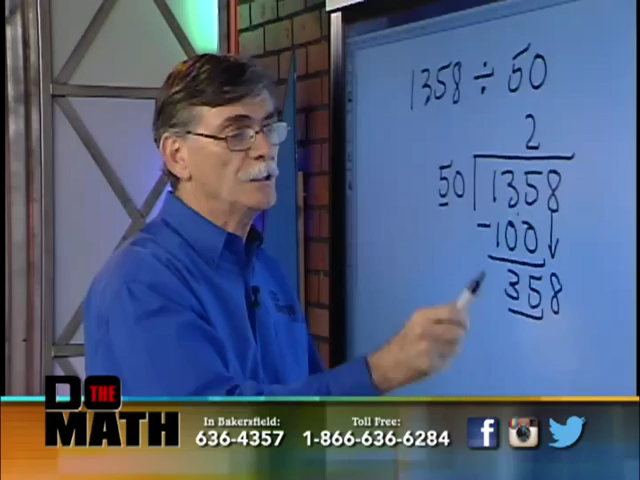 1358 ÷ 50
2
50 1358
-100
358
DO THE MATH
In Bakersfield:
636-4357
Toll Free:
1-866-636-6284